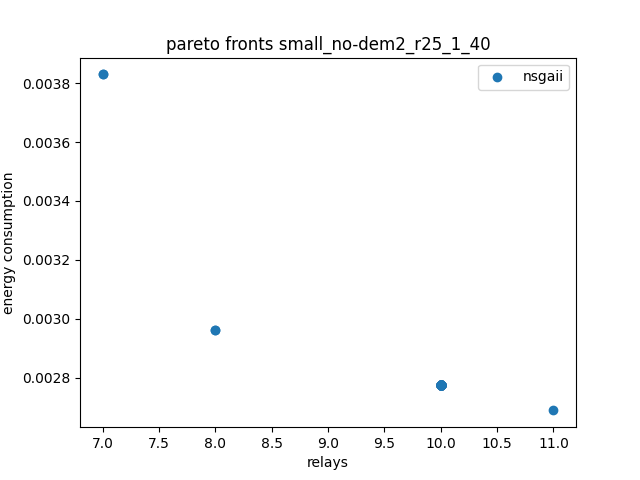 pareto fronts small_no-dem2_r25_1_40
nsgaii
0.0038
0.0036
0.0034
0.0032
0.0030
0.0028
energy consumption
7.0 7.5 8.0 8.5 9.0 9.5 10.0 10.5 11.0
relays